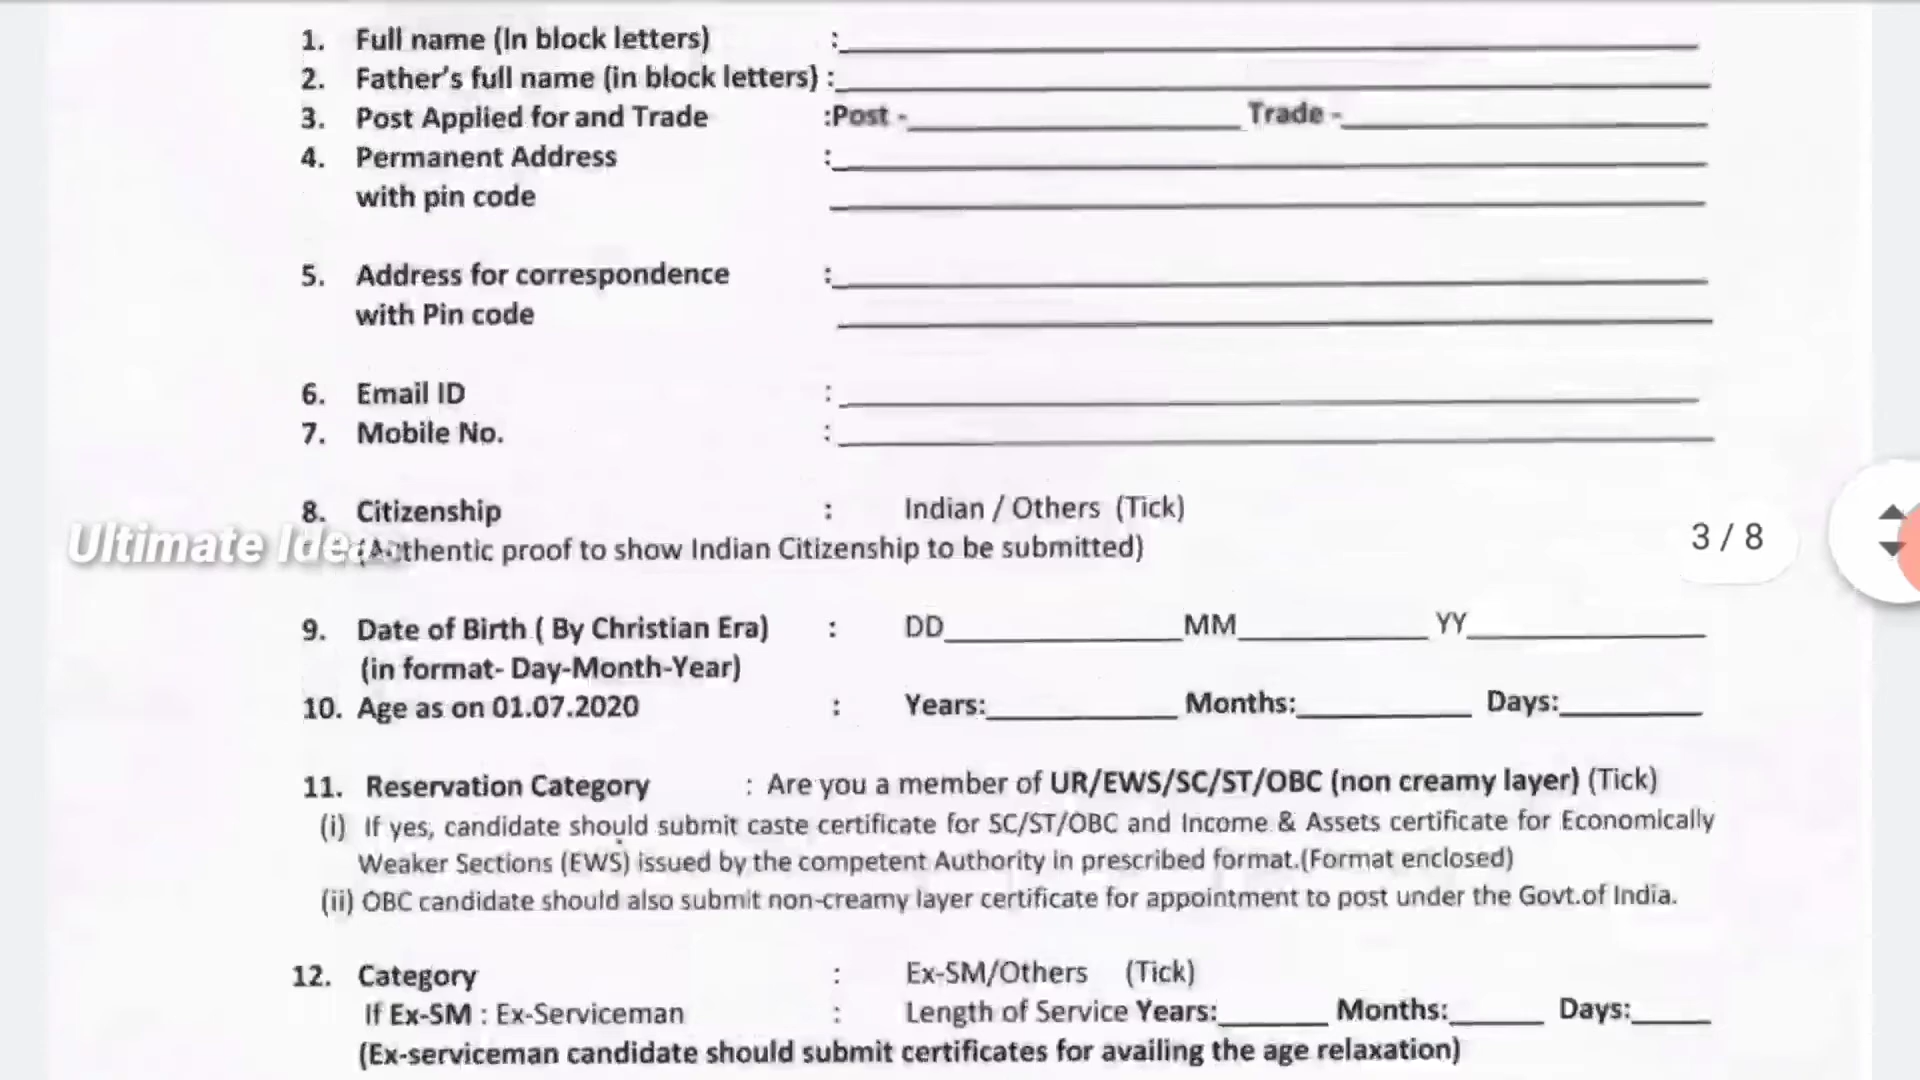 1. Full name (In block letters) :
2. Father's full name (in block letters) :
3. Post Applied for and Trade :Post - Trade -
4. Permanent Address :
with pin code
5. Address for correspondence :
with Pin code
6. Email ID :
7. Mobile No. :
8. Citizenship : Indian / Others (Tick)
Ultimate Ideas
(Authentic proof to show Indian Citizenship to be submitted)
3 / 8
9. Date of Birth ( By Christian Era) : DD MM YY
(in format- Day-Month-Year)
10. Age as on 01.07.2020 : Years: Months: Days:
11. Reservation Category : Are you a member of UR/EWS/SC/ST/OBC (non creamy layer) (Tick)
(i) If yes, candidate should submit caste certificate for SC/ST/OBC and Income & Assets certificate for Economically
Weaker Sections (EWS) issued by the competent Authority in prescribed format.(Format enclosed)
(ii) OBC candidate should also submit non-creamy layer certificate for appointment to post under the Govt.of India.
12. Category : Ex-SM/Others (Tick)
If Ex-SM : Ex-Serviceman : Length of Service Years: Months: Days:
(Ex-serviceman candidate should submit certificates for availing the age relaxation)